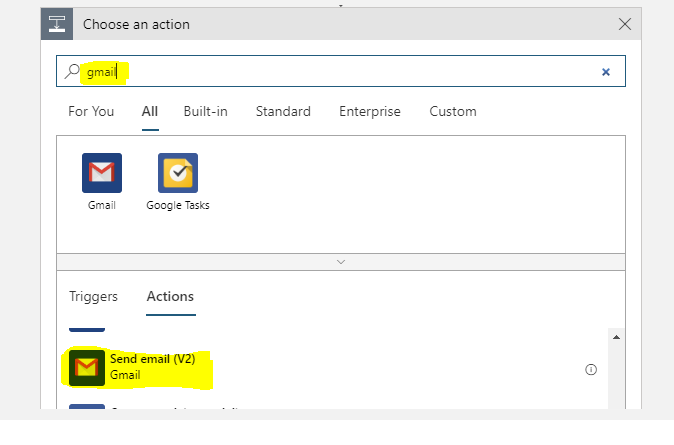 Choose an action
gmail
For You All Built-in Standard Enterprise Custom
Gmail Google Tasks
Triggers Actions
Send email (V2)
Gmail